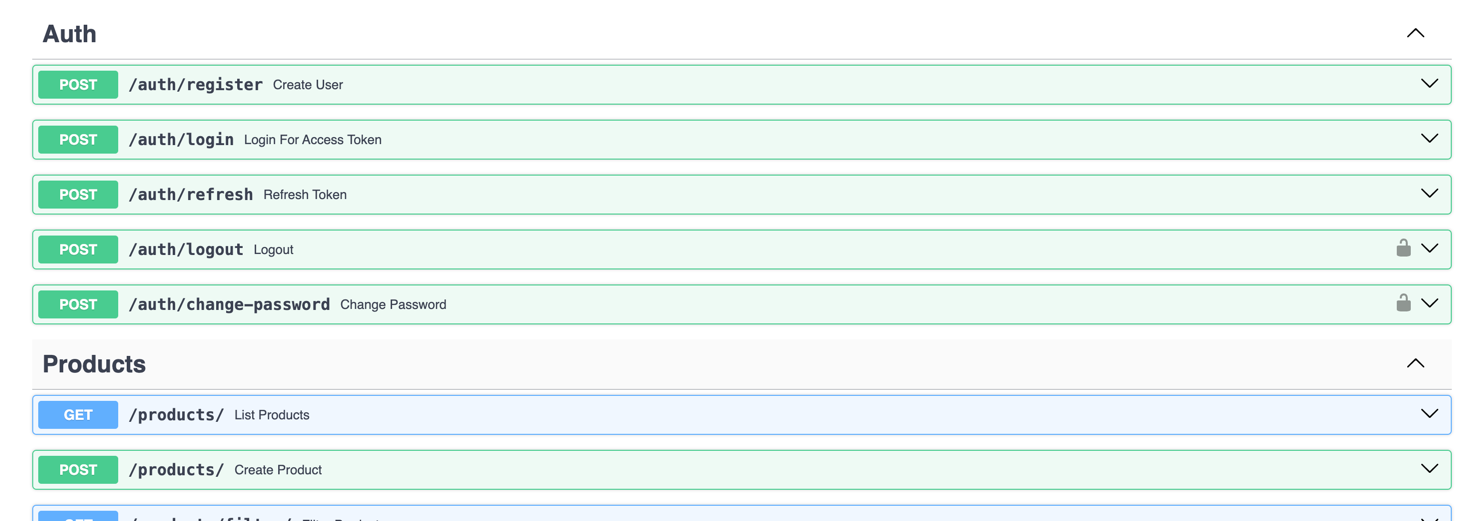 Auth
POST /auth/register Create User
POST /auth/login Login For Access Token
POST /auth/refresh Refresh Token
POST /auth/logout Logout
POST /auth/change-password Change Password
Products
GET /products/ List Products
POST /products/ Create Product